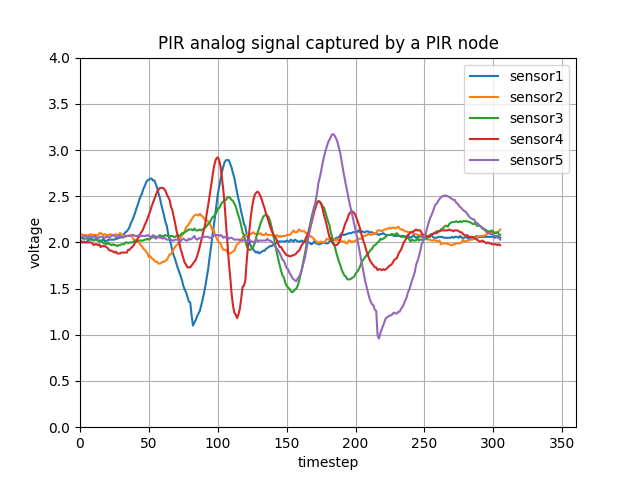 PIR analog signal captured by a PIR node
4.0
3.5
3.0
2.5
2.0
1.5
1.0
0.5
0.0
voltage
sensor1
sensor2
sensor3
sensor4
sensor5
0 50 100 150 200 250 300 350
timestep